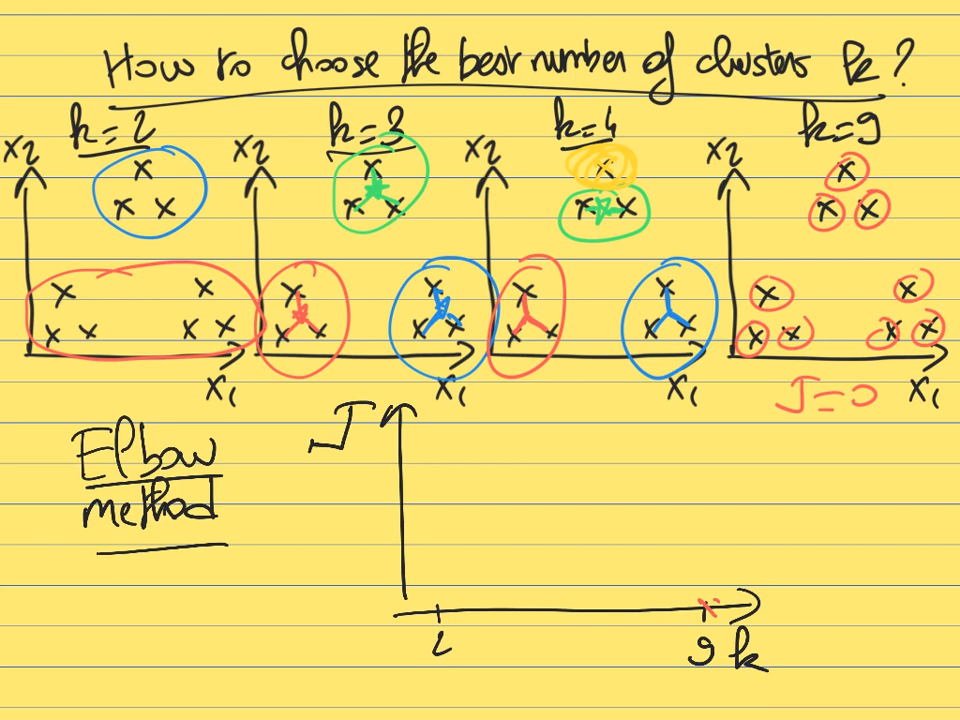 How to choose the best number of clusters k?
k=2 k=3 k=4 k=9
x2 x2 x2 x2
x1 x1 x1 J=0 x1
Elbow
method
J
2 9 k